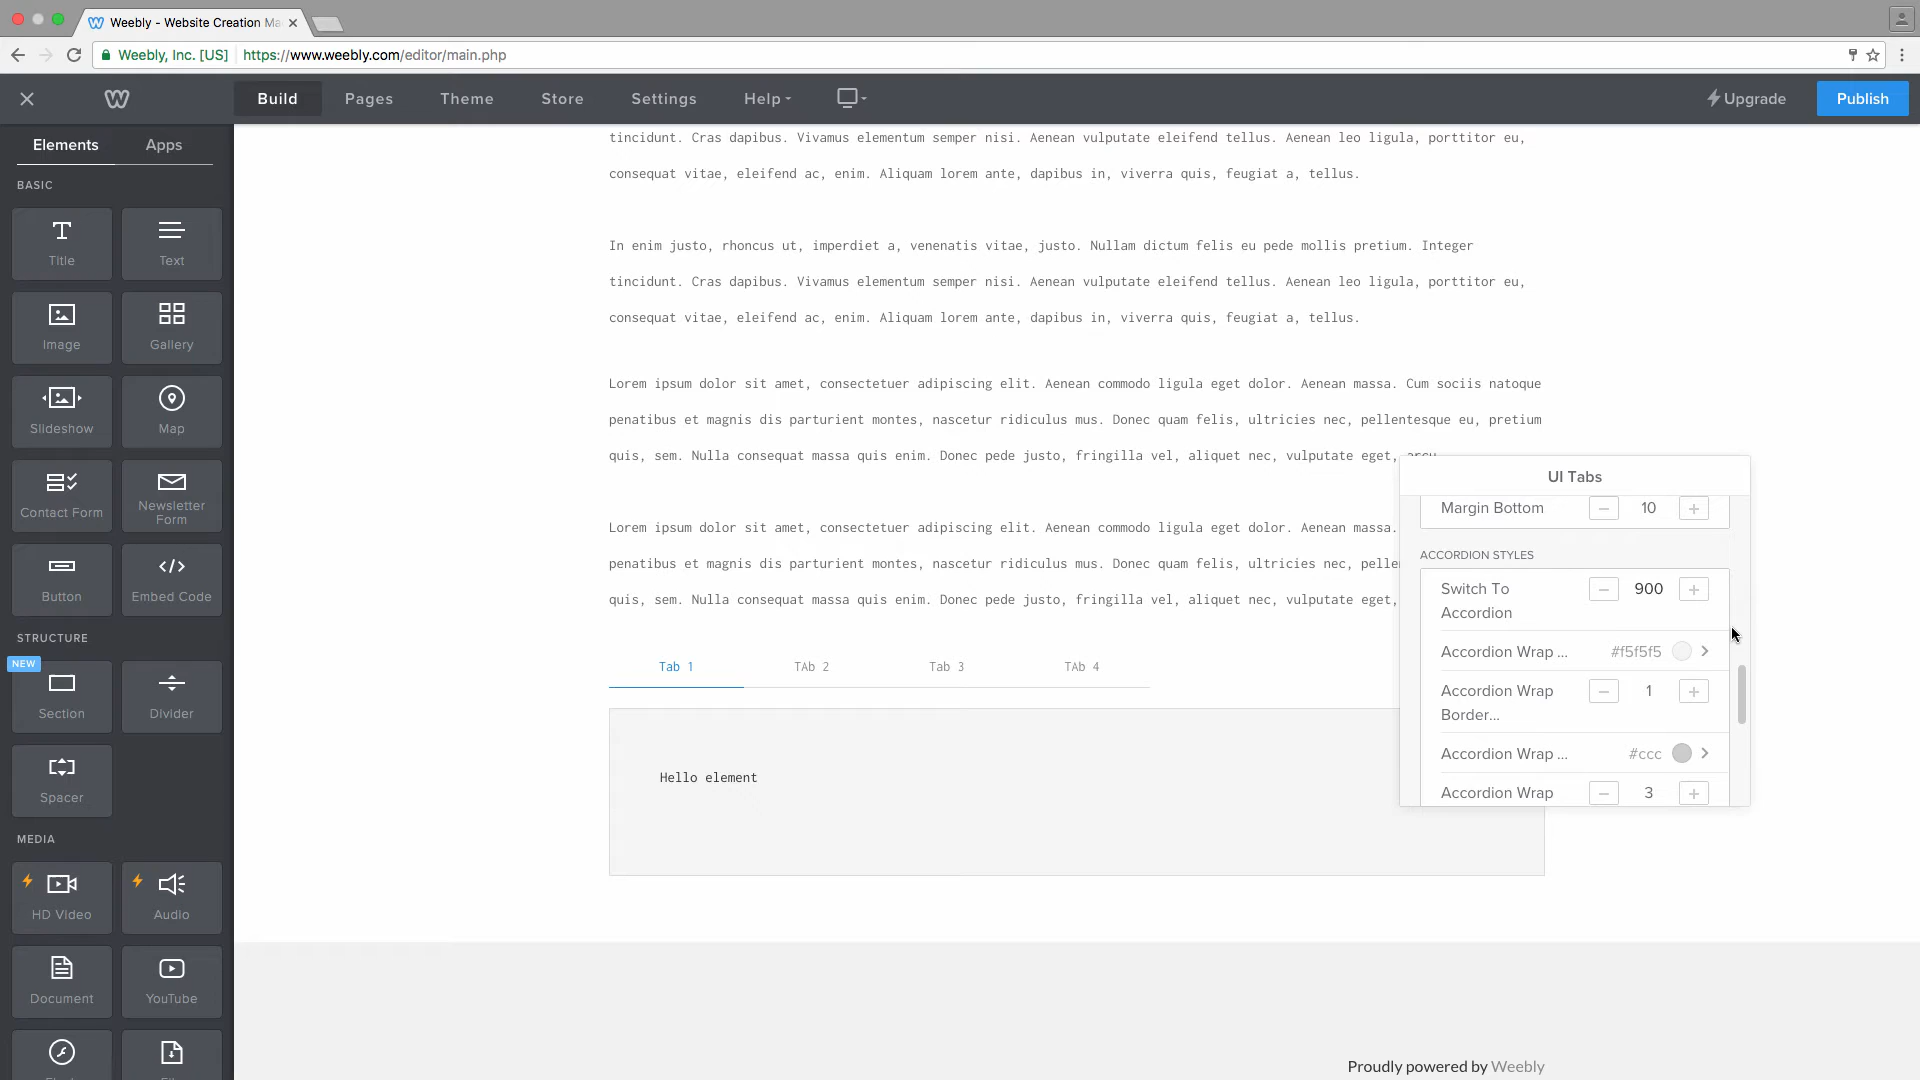 Weebly - Website Creation Ma
Weebly, Inc. [US]
https://www.weebly.com/editor/main.php
Build
Pages
Theme
Store
Settings
Help
Upgrade
Publish
Elements
Apps
BASIC
Title
Text
Image
Gallery
Slideshow
Map
Contact Form
Newsletter
Form
Button
Embed Code
STRUCTURE
NEW
Section
Divider
Spacer
MEDIA
HD Video
Audio
Document
YouTube
tincidunt. Cras dapibus. Vivamus elementum semper nisi. Aenean vulputate eleifend tellus. Aenean leo ligula, porttitor eu,
consequat vitae, eleifend ac, enim. Aliquam lorem ante, dapibus in, viverra quis, feugiat a, tellus.
In enim justo, rhoncus ut, imperdiet a, venenatis vitae, justo. Nullam dictum felis eu pede mollis pretium. Integer
tincidunt. Cras dapibus. Vivamus elementum semper nisi. Aenean vulputate eleifend tellus. Aenean leo ligula, porttitor eu,
consequat vitae, eleifend ac, enim. Aliquam lorem ante, dapibus in, viverra quis, feugiat a, tellus.
Lorem ipsum dolor sit amet, consectetuer adipiscing elit. Aenean commodo ligula eget dolor. Aenean massa. Cum sociis natoque
penatibus et magnis dis parturient montes, nascetur ridiculus mus. Donec quam felis, ultricies nec, pellentesque eu, pretium
quis, sem. Nulla consequat massa quis enim. Donec pede justo, fringilla vel, aliquet nec, vulputate eget,
Lorem ipsum dolor sit amet, consectetuer adipiscing elit. Aenean commodo ligula eget dolor. Aenean massa.
penatibus et magnis dis parturient montes, nascetur ridiculus mus. Donec quam felis, ultricies nec, pelle
quis, sem. Nulla consequat massa quis enim. Donec pede justo, fringilla vel, aliquet nec, vulputate eget,
Tab 1
TAb 2
Tab 3
TAb 4
Hello element
UI Tabs
Margin Bottom 10
ACCORDION STYLES
Switch To
Accordion 900
Accordion Wrap ... #f5f5f5
Accordion Wrap
Border... 1
Accordion Wrap ... #ccc
Accordion Wrap 3
Proudly powered by Weebly